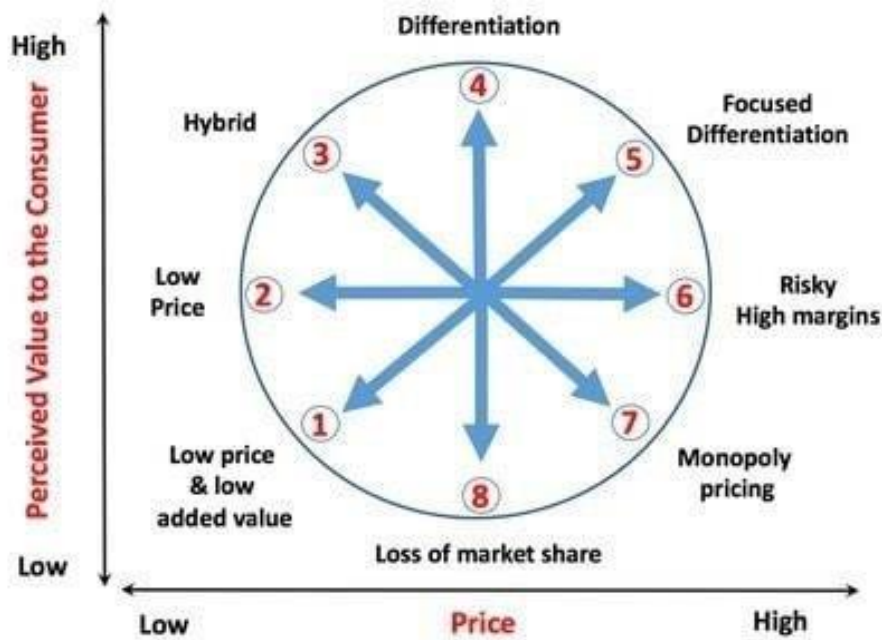 Differentiation
High
4
Focused
Differentiation
Hybrid
3
5
Perceived Value to the Consumer
Low
Price
2
6
Risky
High margins
1
7
Low price
& low
added value
Monopoly
pricing
8
Loss of market share
Low
Low
Price
High